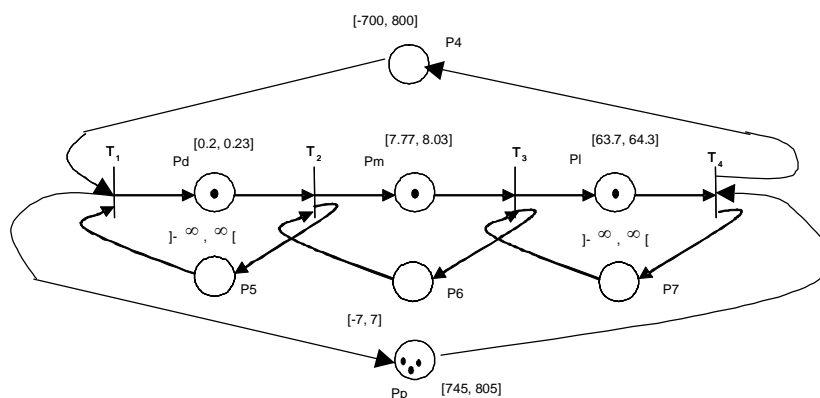 [-700, 800]
P4
T1 Pd [0.2, 0.23] T2 Pm [7.77, 8.03] T3 Pl [63.7, 64.3] T4
]- ∞ , ∞ [ ]- ∞ , ∞ [
P5 P6 P7
[-7, 7]
Pp [745, 805]